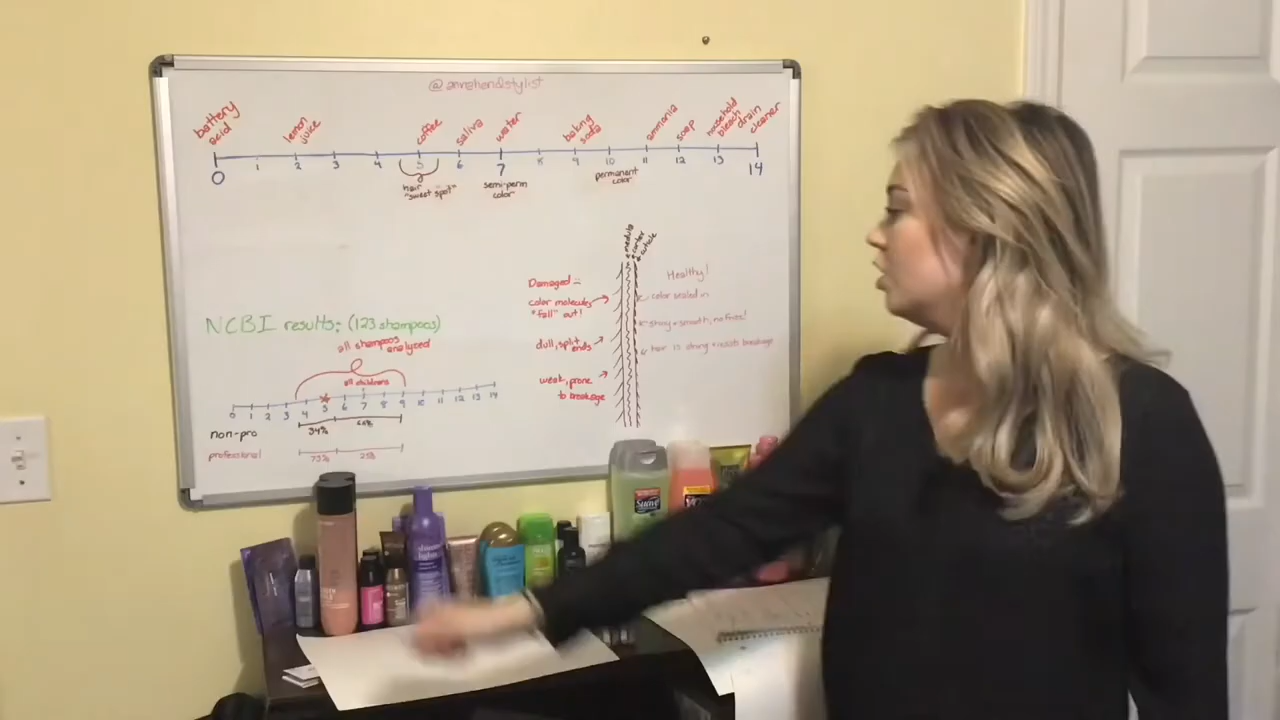 @annahendstylist
battery acid
lemon juice
coffee
saliva
water
baking soda
ammonia
soap
household bleach
drain cleaner
0 1 2 3 4 5 6 7 8 9 10 11 12 13 14
hair "sweet spot"
semi-perm color
permanent color
medulla
cortex
cuticle
Damaged =
color molecules "fall" out!
dull, split ends
weak, prone to breakage
Healthy!
color sealed in
shiny + smooth, no frizz!
hair is strong + resists breakage
NCBI results: (123 shampoos)
all shampoos analyzed
all childrens
0 1 2 3 4 5 6 7 8 9 10 11 12 13 14
non-pro 34%
professional 75% 25%
Suave